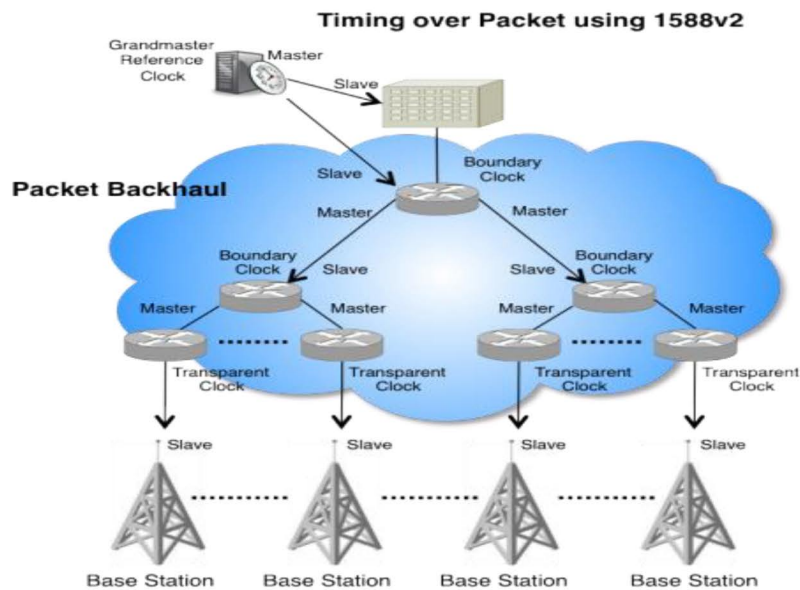 Timing over Packet using 1588v2
Grandmaster
Reference
Clock
Master
Slave
Boundary
Clock
Slave
Packet Backhaul
Master
Master
Boundary
Clock
Slave
Slave
Boundary
Clock
Master
Master
Master
Master
Transparent
Clock
Transparent
Clock
Transparent
Clock
Transparent
Clock
Slave
Slave
Slave
Slave
Base Station
Base Station
Base Station
Base Station